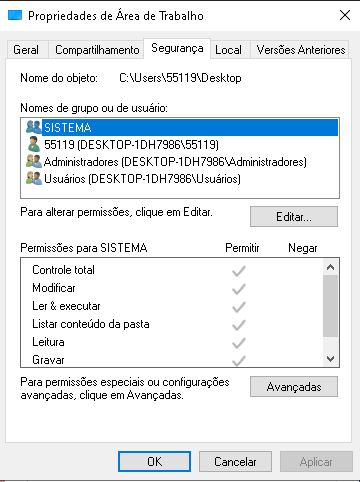 Propriedades de Área de Trabalho
Geral Compartilhamento Segurança Local Versões Anteriores
Nome do objeto: C:\Users\55119\Desktop
Nomes de grupo ou de usuário:
SISTEMA
55119 (DESKTOP-1DH7986\55119)
Administradores (DESKTOP-1DH7986\Administradores)
Usuários (DESKTOP-1DH7986\Usuários)
Para alterar permissões, clique em Editar.
Editar...
Permissões para SISTEMA Permitir Negar
Controle total
Modificar
Ler & executar
Listar conteúdo da pasta
Leitura
Gravar
Para permissões especiais ou configurações
avançadas, clique em Avançadas.
Avançadas
OK Cancelar Aplicar